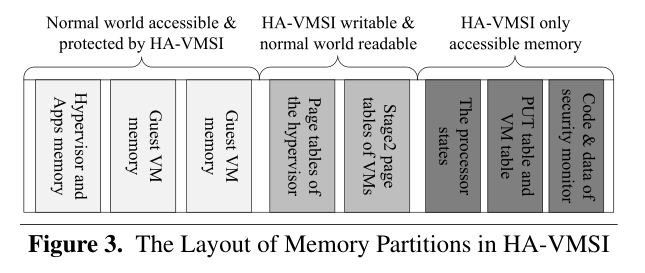 Normal world accessible &
protected by HA-VMSI
HA-VMSI writable &
normal world readable
HA-VMSI only
accessible memory
Hypervisor and
Apps memory
Guest VM
memory
Guest VM
memory
Page tables of
the hypervisor
Stage2 page
tables of VMs
The processor
states
PUT table and
VM table
Code & data of
security monitor
Figure 3. The Layout of Memory Partitions in HA-VMSI